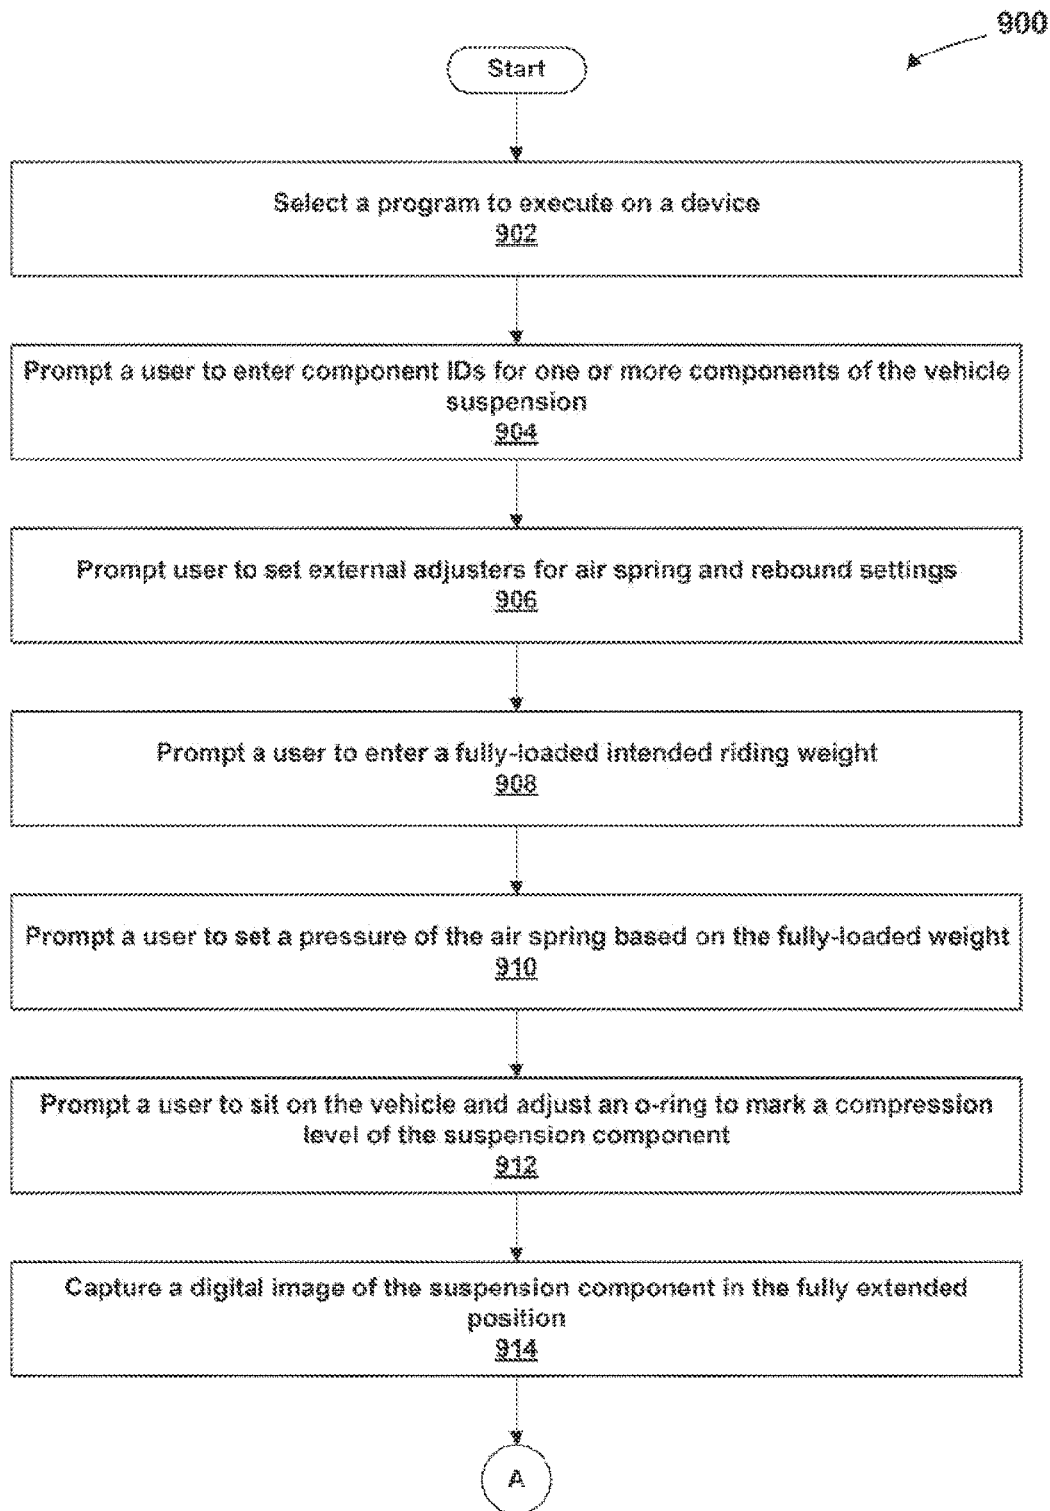 900
Start
Select a program to execute on a device
902
Prompt a user to enter component IDs for one or more components of the vehicle
suspension
904
Prompt user to set external adjusters for air spring and rebound settings
906
Prompt a user to enter a fully-loaded intended riding weight
908
Prompt a user to set a pressure of the air spring based on the fully-loaded weight
910
Prompt a user to sit on the vehicle and adjust an o-ring to mark a compression
level of the suspension component
912
Capture a digital image of the suspension component in the fully extended
position
914
A